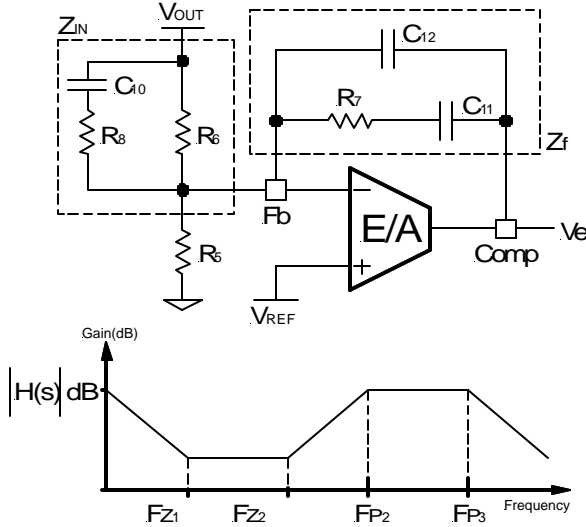 ZIN
VOUT
C10
R8
R6
C12
R7
C11
Zf
Fb
E/A
Comp
Ve
R5
VREF
Gain(dB)
|H(s)| dB
FZ1
FZ2
FP2
FP3
Frequency